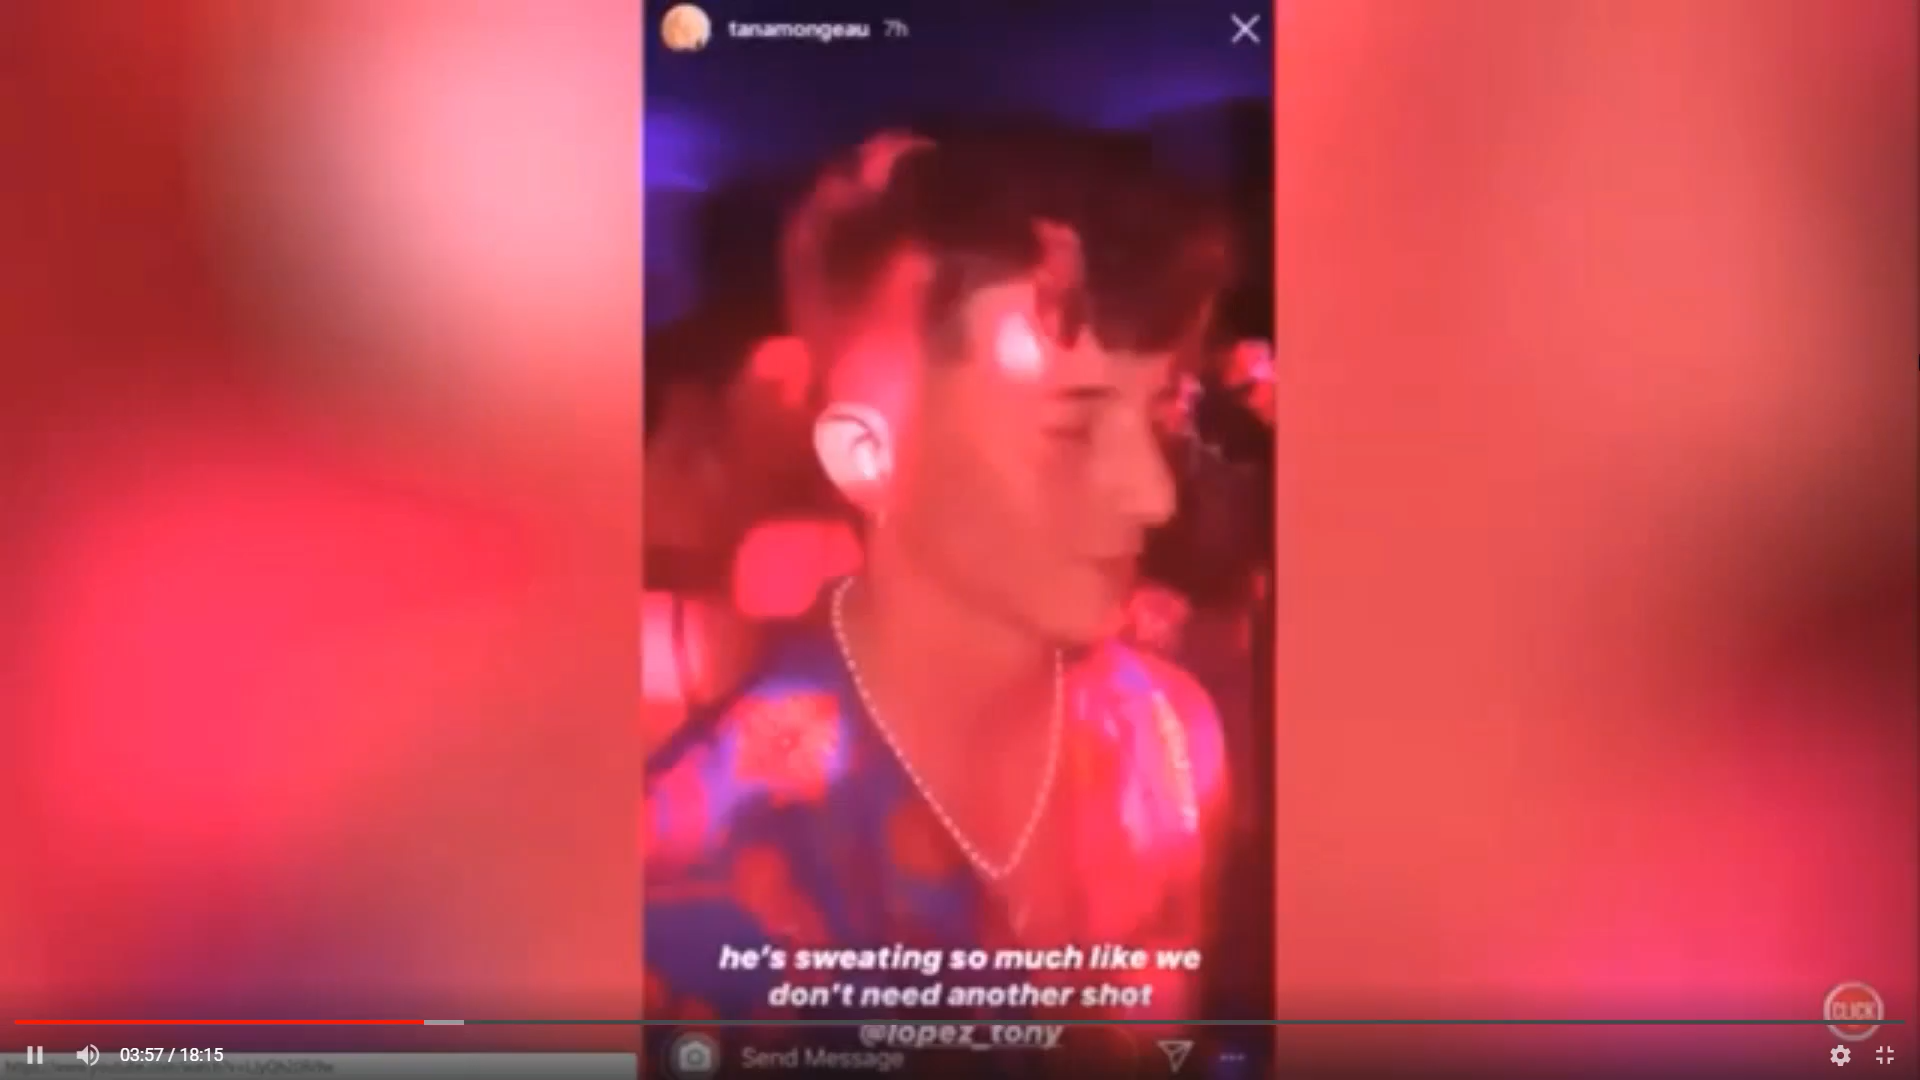 tanamongeau 7h
he's sweating so much like we
don't need another shot
@lopez_tony
Send Message
CLICK
03:57 / 18:15